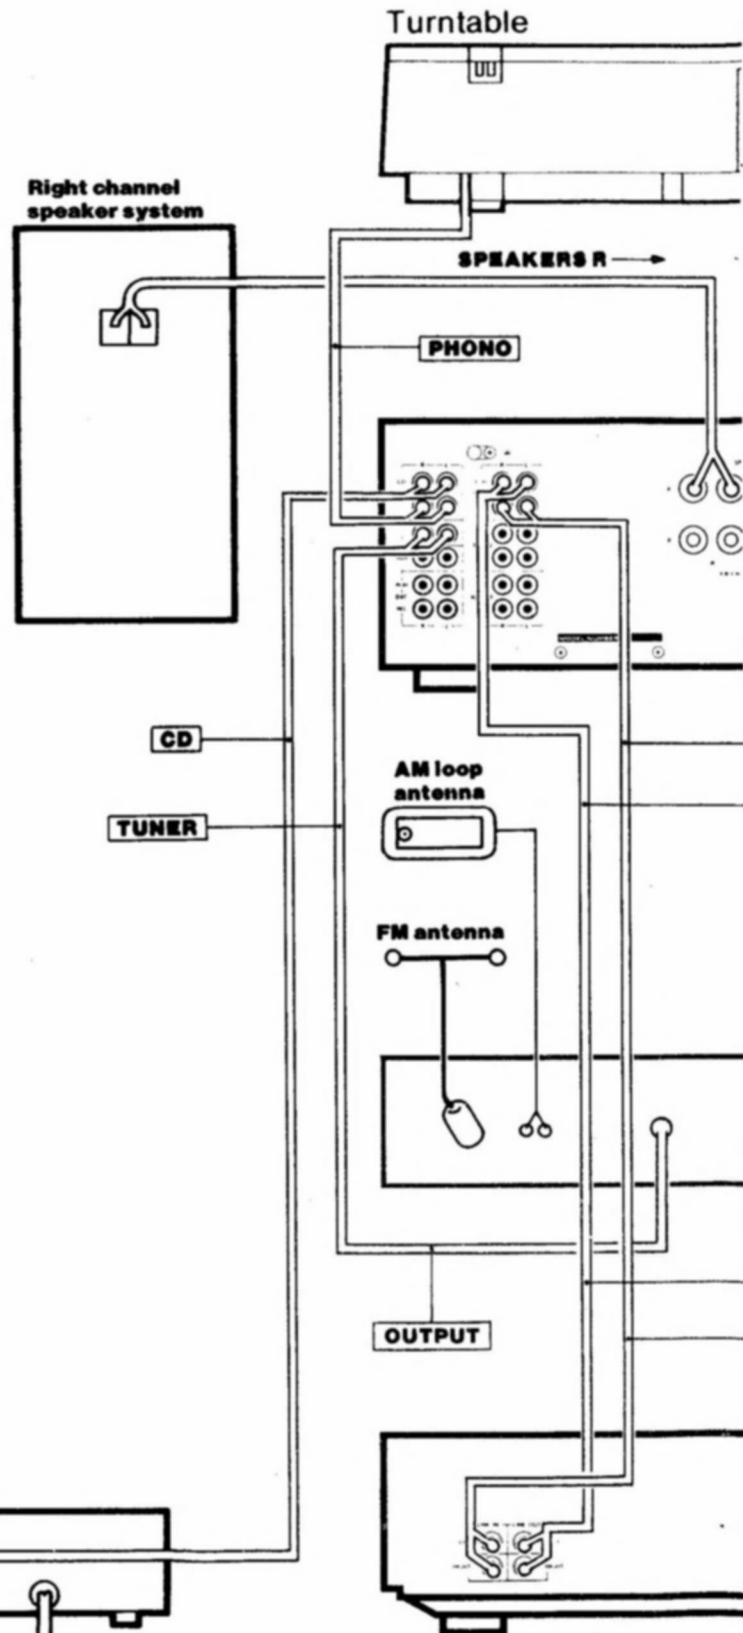 Turntable
Right channel
speaker system
SPEAKERS R
PHONO
CD
AM loop
antenna
TUNER
FM antenna
OUTPUT